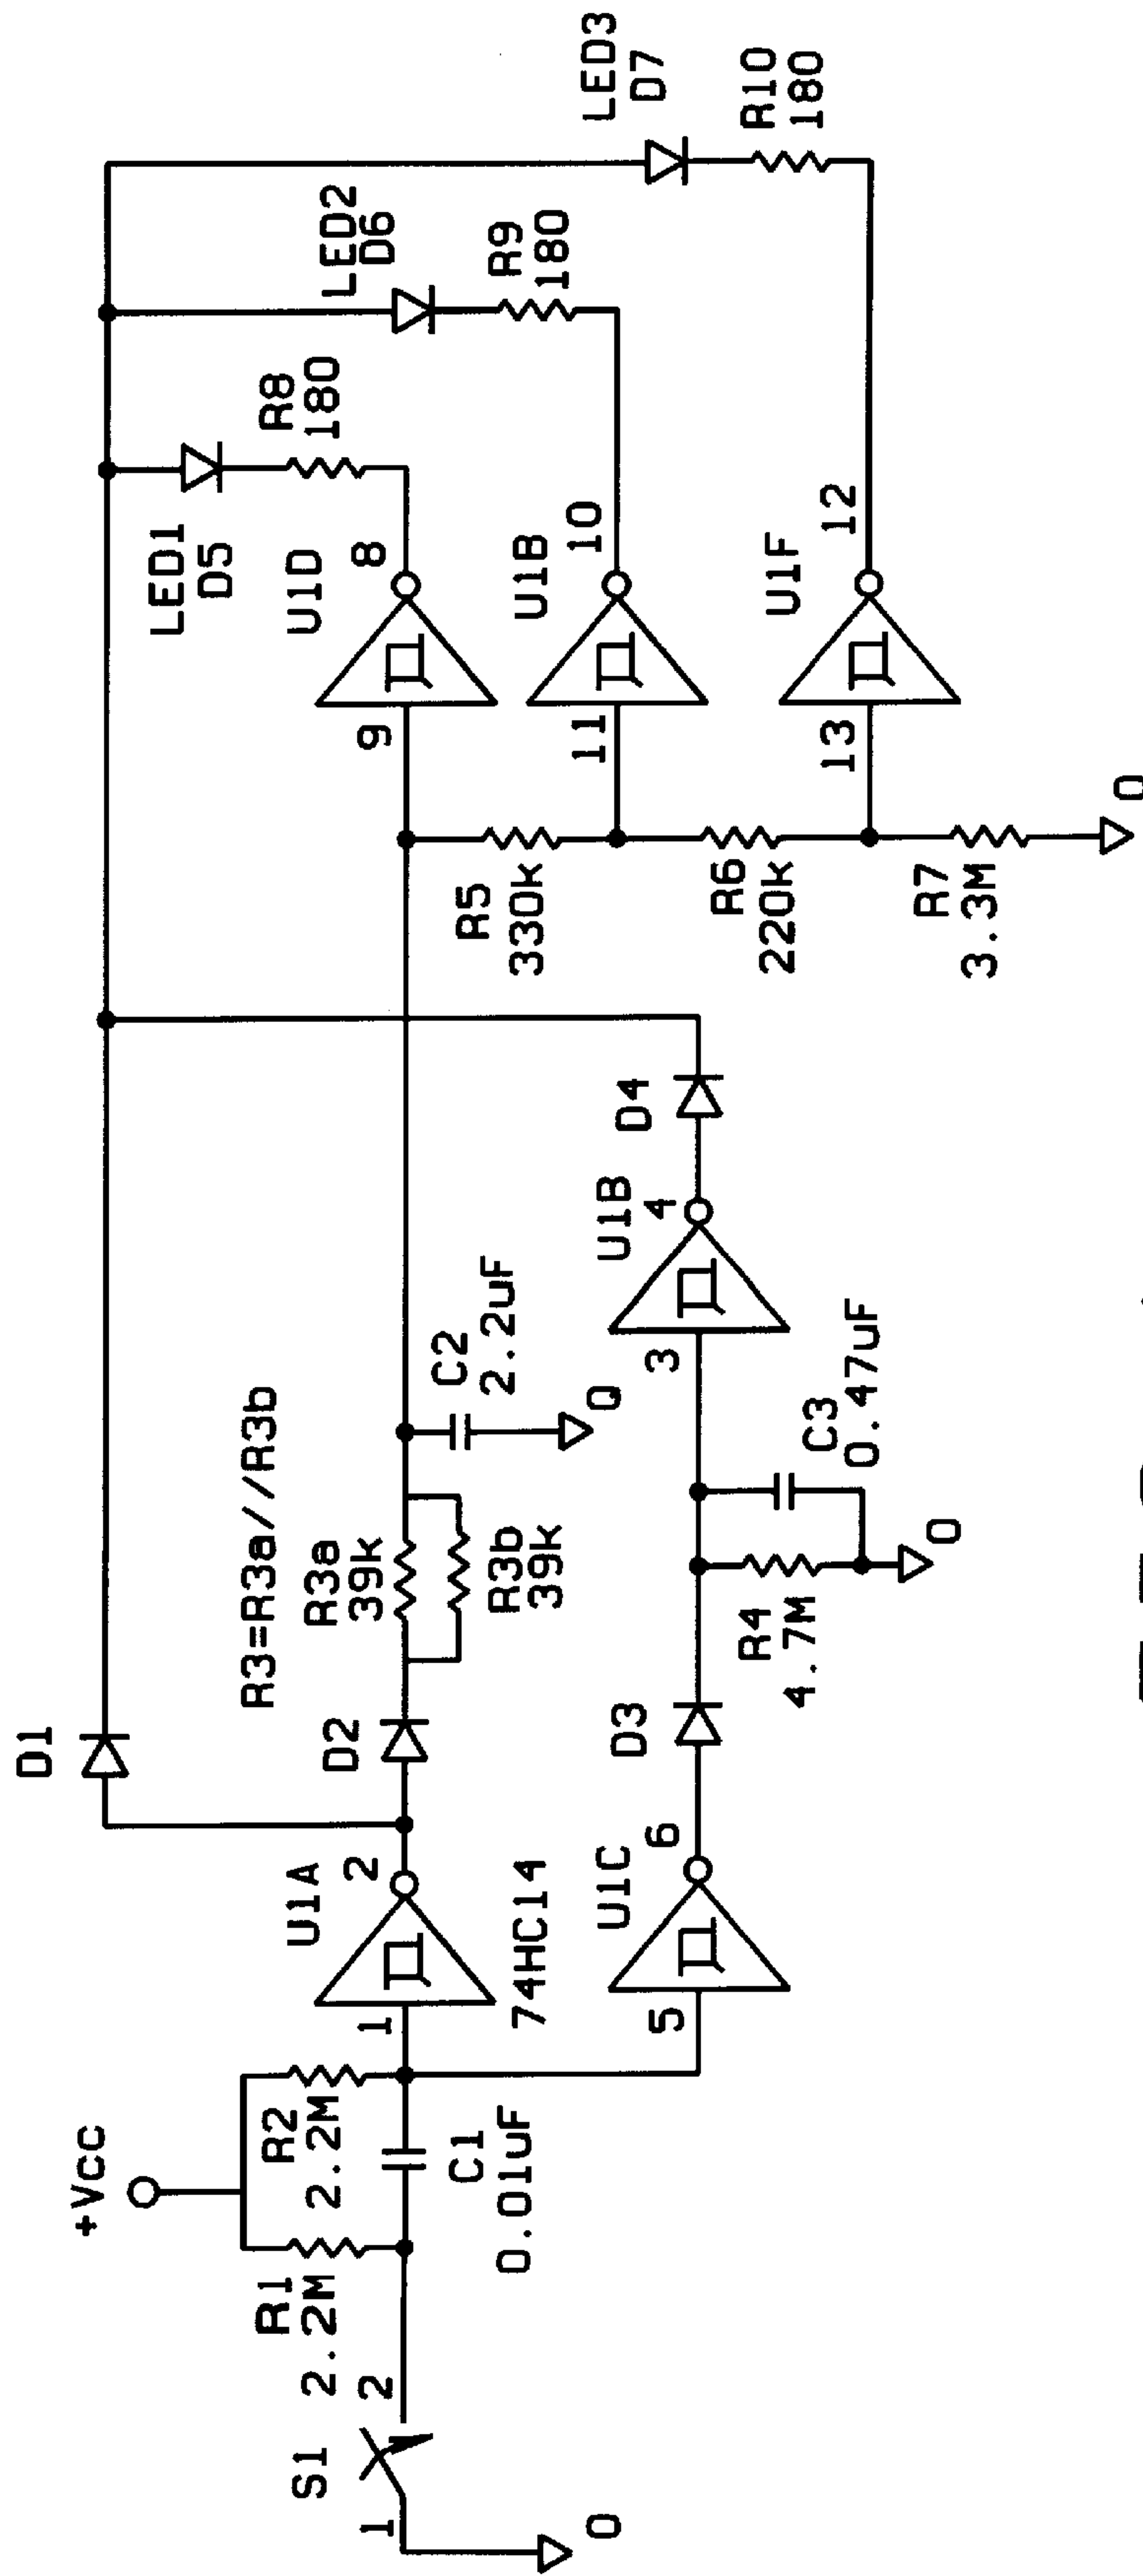 +Vcc
S1
1
2
0
R1
2.2M
R2
2.2M
C1
0.01uF
1
U1A
2
74HC14
5
U1C
6
D1
D2
R3=R3a//R3b
R3a
39k
R3b
39k
C2
2.2uF
0
D3
R4
4.7M
C3
0.47uF
0
3
U1B
4
D4
R5
330k
R6
220k
R7
3.3M
0
9
U1D
8
11
U1B
10
13
U1F
12
LED1
D5
R8
180
LED2
D6
R9
180
LED3
D7
R10
180